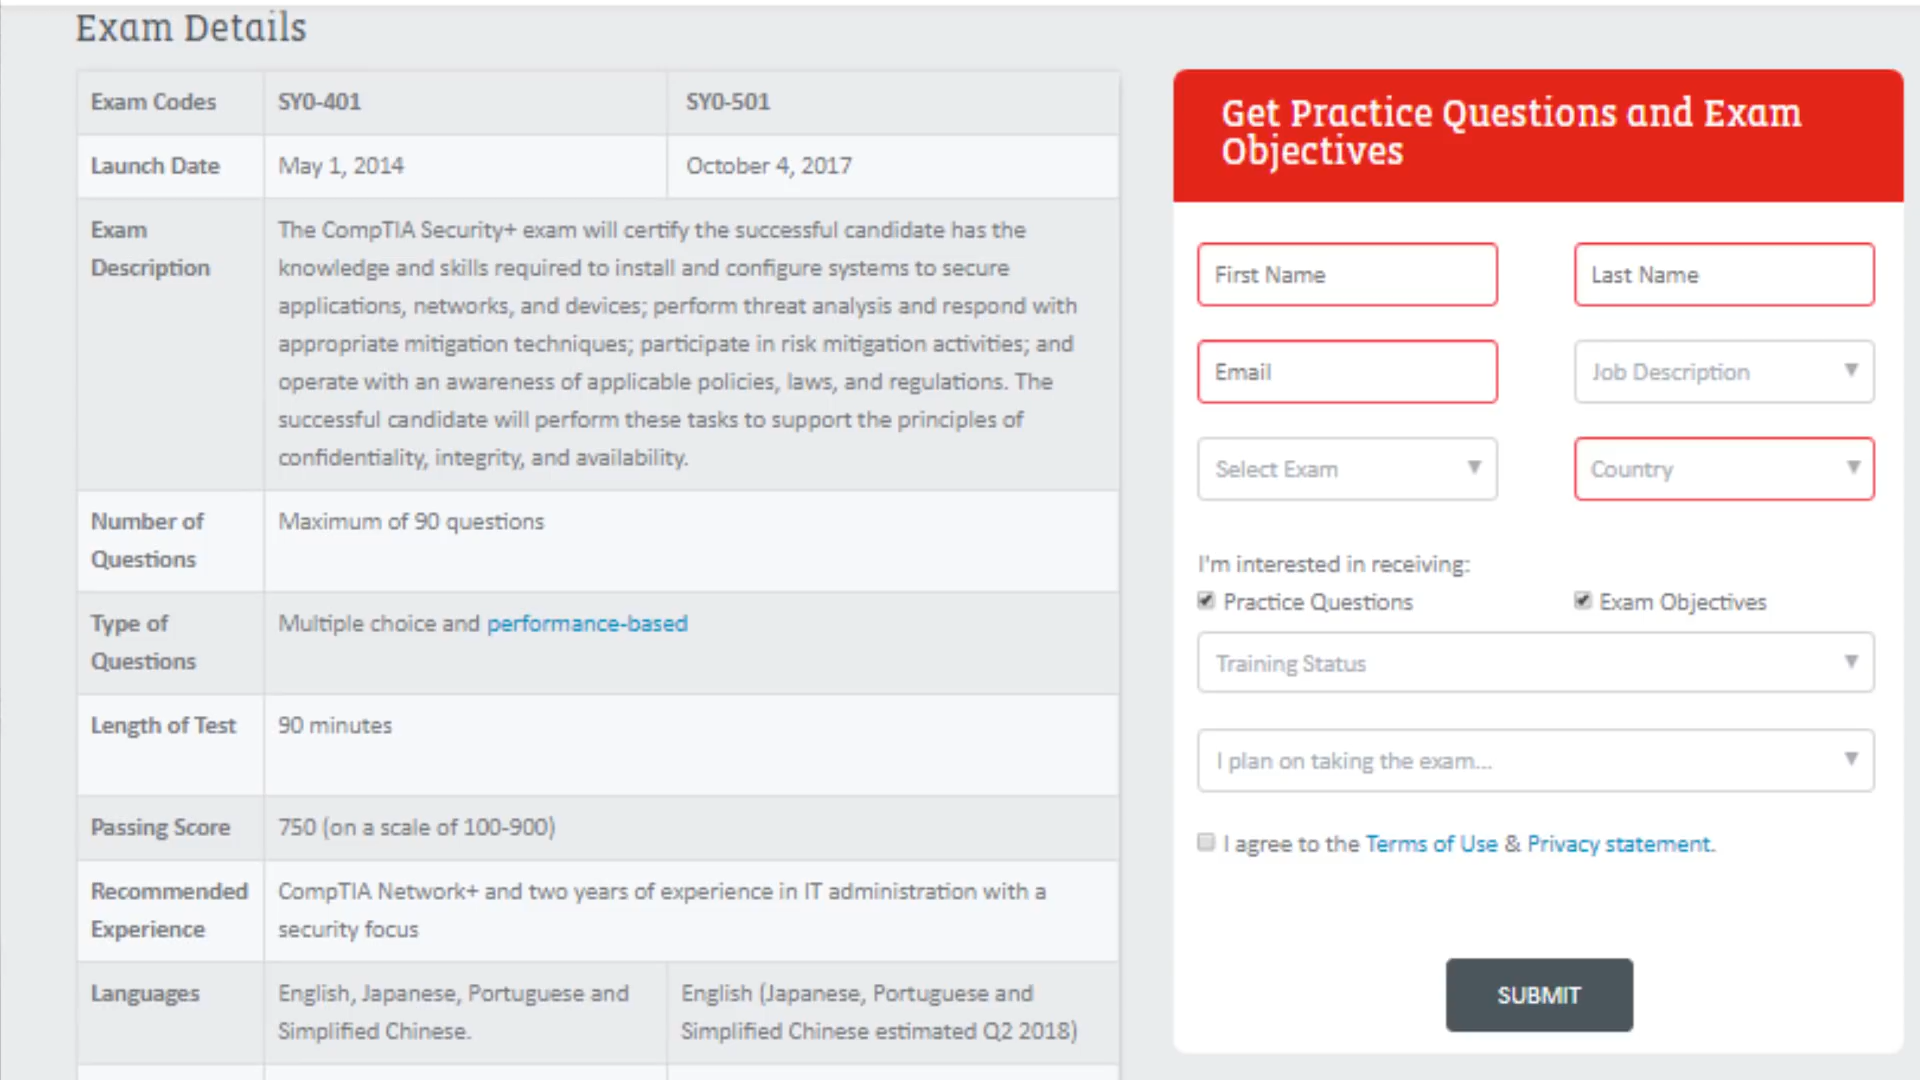 Exam Details
Exam Codes
SY0-401
SY0-501
Launch Date
May 1, 2014
October 4, 2017
Exam
Description
The CompTIA Security+ exam will certify the successful candidate has the
knowledge and skills required to install and configure systems to secure
applications, networks, and devices; perform threat analysis and respond with
appropriate mitigation techniques; participate in risk mitigation activities; and
operate with an awareness of applicable policies, laws, and regulations. The
successful candidate will perform these tasks to support the principles of
confidentiality, integrity, and availability.
Number of
Questions
Maximum of 90 questions
Type of
Questions
Multiple choice and performance-based
Length of Test
90 minutes
Passing Score
750 (on a scale of 100-900)
Recommended
Experience
CompTIA Network+ and two years of experience in IT administration with a
security focus
Languages
English, Japanese, Portuguese and
Simplified Chinese.
English (Japanese, Portuguese and
Simplified Chinese estimated Q2 2018)
Get Practice Questions and Exam
Objectives
First Name
Last Name
Email
Job Description
Select Exam
Country
I'm interested in receiving:
Practice Questions
Exam Objectives
Training Status
I plan on taking the exam...
I agree to the Terms of Use & Privacy statement.
SUBMIT